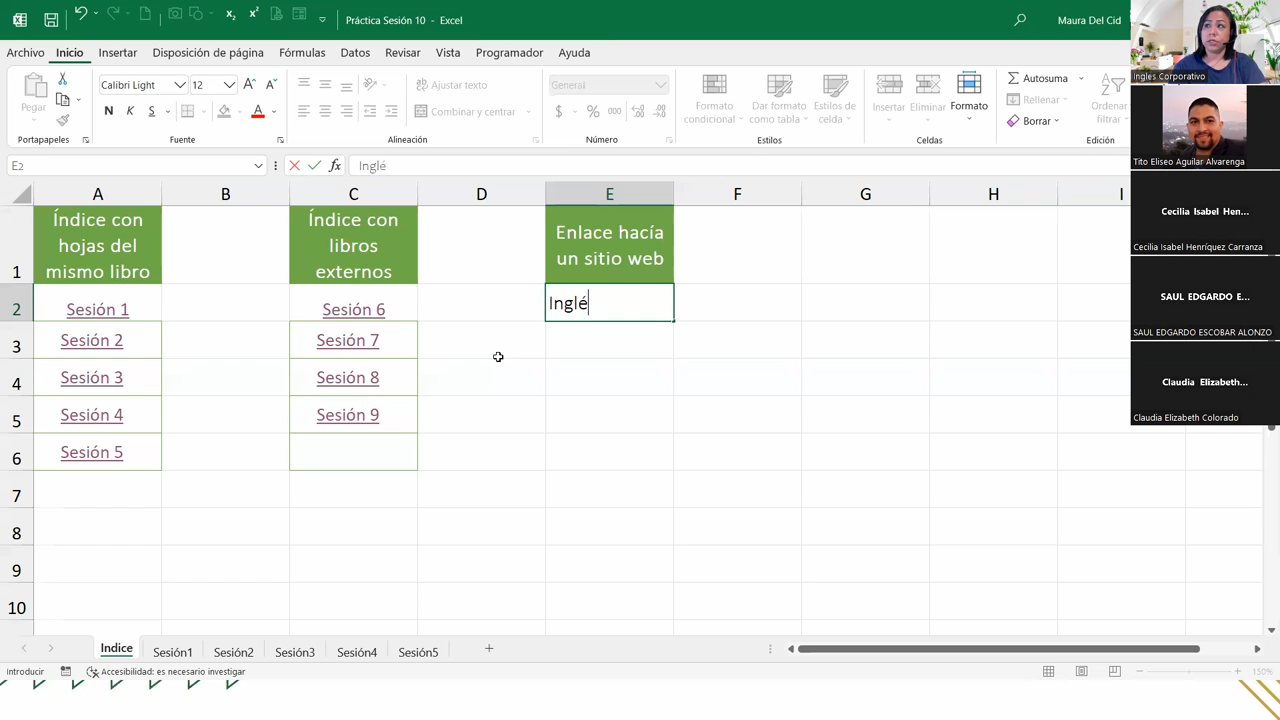 Práctica Sesión 10 - Excel
Maura Del Cid
Archivo Inicio Insertar Disposición de página Fórmulas Datos Revisar Vista Programador Ayuda
Pegar
Calibri Light 12
N K S
Ajustar texto
Combinar y centrar
General
$ % 000
Formato condicional
Dar formato como tabla
Estilos de celda
Insertar
Eliminar
Formato
Autosuma
Rellenar
Borrar
Ordenar
filtrar
Portapapeles Fuente Alineación Número Estilos Celdas Edición
E2
fx
Inglé
A B C D E F G H I
1
Índice con hojas del mismo libro
Índice con libros externos
Enlace hacía un sitio web
2 Sesión 1 Sesión 6 Inglé
3 Sesión 2 Sesión 7
4 Sesión 3 Sesión 8
5 Sesión 4 Sesión 9
6 Sesión 5
7
8
9
10
Indice Sesión1 Sesión2 Sesión3 Sesión4 Sesión5
Introducir
Accesibilidad: es necesario investigar
150%
Ingles Corporativo
Tito Eliseo Aguilar Alvarenga
Cecilia Isabel Hen...
Cecilia Isabel Henríquez Carranza
SAUL EDGARDO E...
SAUL EDGARDO ESCOBAR ALONZO
Claudia Elizabeth...
Claudia Elizabeth Colorado